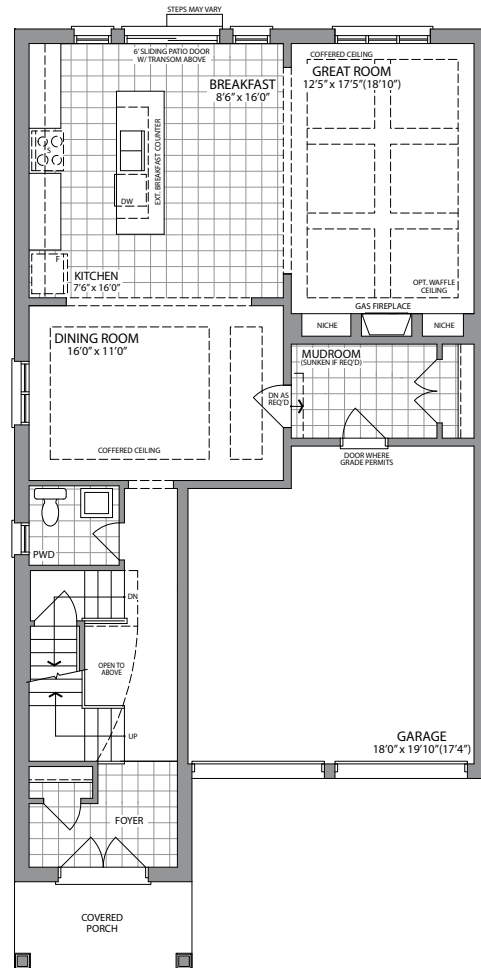 STEPS MAY VARY
6' SLIDING PATIO DOOR
W/ TRANSOM ABOVE
COFFERED CEILING
GREAT ROOM
12'5" x 17'5"(18'10")
BREAKFAST
8'6" x 16'0"
S
EXT. BREAKFAST COUNTER
DW
F
KITCHEN
7'6" x 16'0"
OPT. WAFFLE
CEILING
GAS FIREPLACE
NICHE
NICHE
DINING ROOM
16'0" x 11'0"
MUDROOM
(SUNKEN IF REQ'D)
DN AS
REQ'D
COFFERED CEILING
DOOR WHERE
GRADE PERMITS
PWD
DN
OPEN TO
ABOVE
UP
GARAGE
18'0" x 19'10"(17'4")
FOYER
COVERED
PORCH